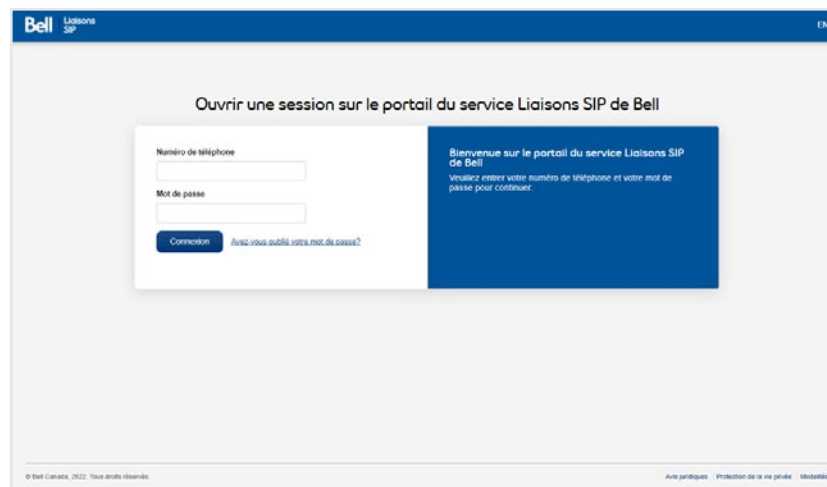 Bell Liaisons SIP
EN
Ouvrir une session sur le portail du service Liaisons SIP de Bell
Numéro de téléphone
Mot de passe
Connexion Avez-vous oublié votre mot de passe?
Bienvenue sur le portail du service Liaisons SIP
de Bell
Veuillez entrer votre numéro de téléphone et votre mot de
passe pour continuer.
© Bell Canada, 2022. Tous droits réservés.
Avis juridiques Protection de la vie privée Modalités